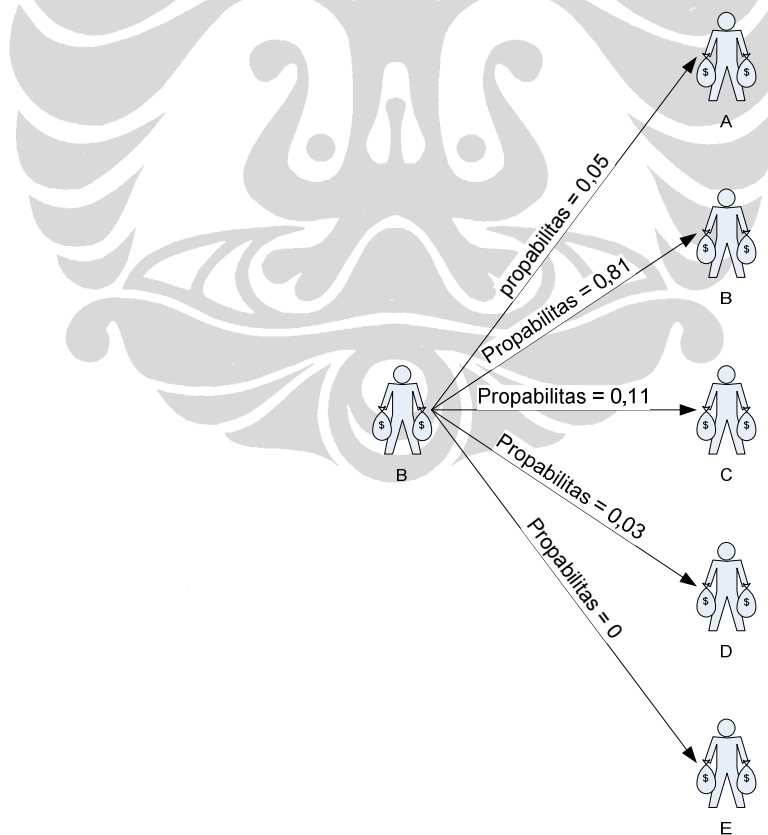 $ $
A
propabilitas = 0,05
$ $
B
Propabilitas = 0,81
Propabilitas = 0,11
$ $
B
$ $
C
Propabilitas = 0,03
$ $
D
Propabilitas = 0
$ $
E